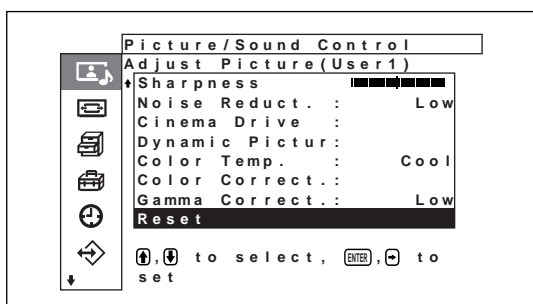 Picture/Sound Control
Adjust Picture(User1)
Sharpness
Noise Reduct. : Low
Cinema Drive :
Dynamic Pictur:
Color Temp. : Cool
Color Correct.:
Gamma Correct.: Low
Reset
, to select, ENTER, to
set